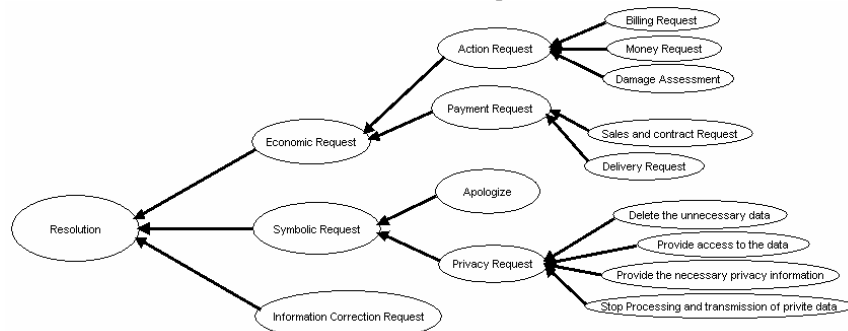 Billing Request
Action Request
Money Request
Damage Assessment
Payment Request
Sales and contract Request
Economic Request
Delivery Request
Apologize
Delete the unnecessary data
Resolution
Symbolic Request
Provide access to the data
Privacy Request
Provide the necessary privacy information
Stop Processing and transmission of privite data
Information Correction Request